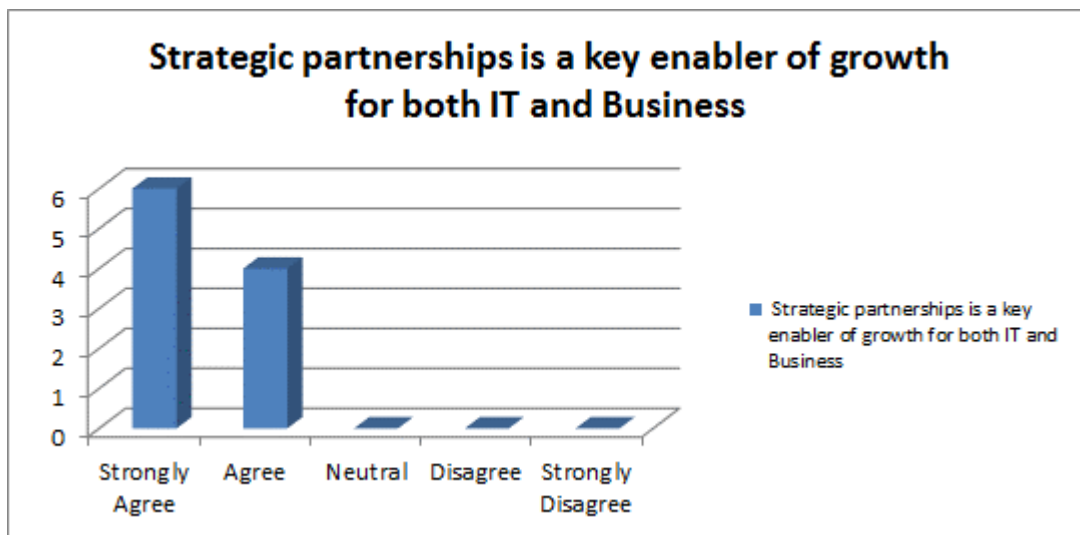 Strategic partnerships is a key enabler of growth
for both IT and Business
6
5
4
3
2
1
0
Strongly Agree Neutral Disagree Strongly
Agree Disagree
Strategic partnerships is a key
enabler of growth for both IT and
Business